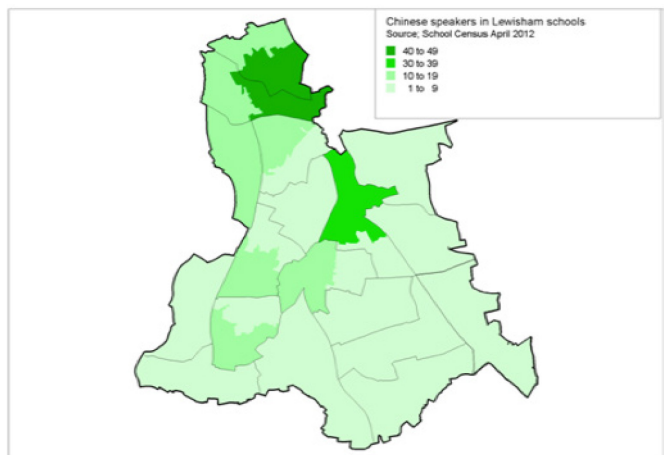 Chinese speakers in Lewisham schools
Source; School Census April 2012
40 to 49
30 to 39
10 to 19
1 to 9